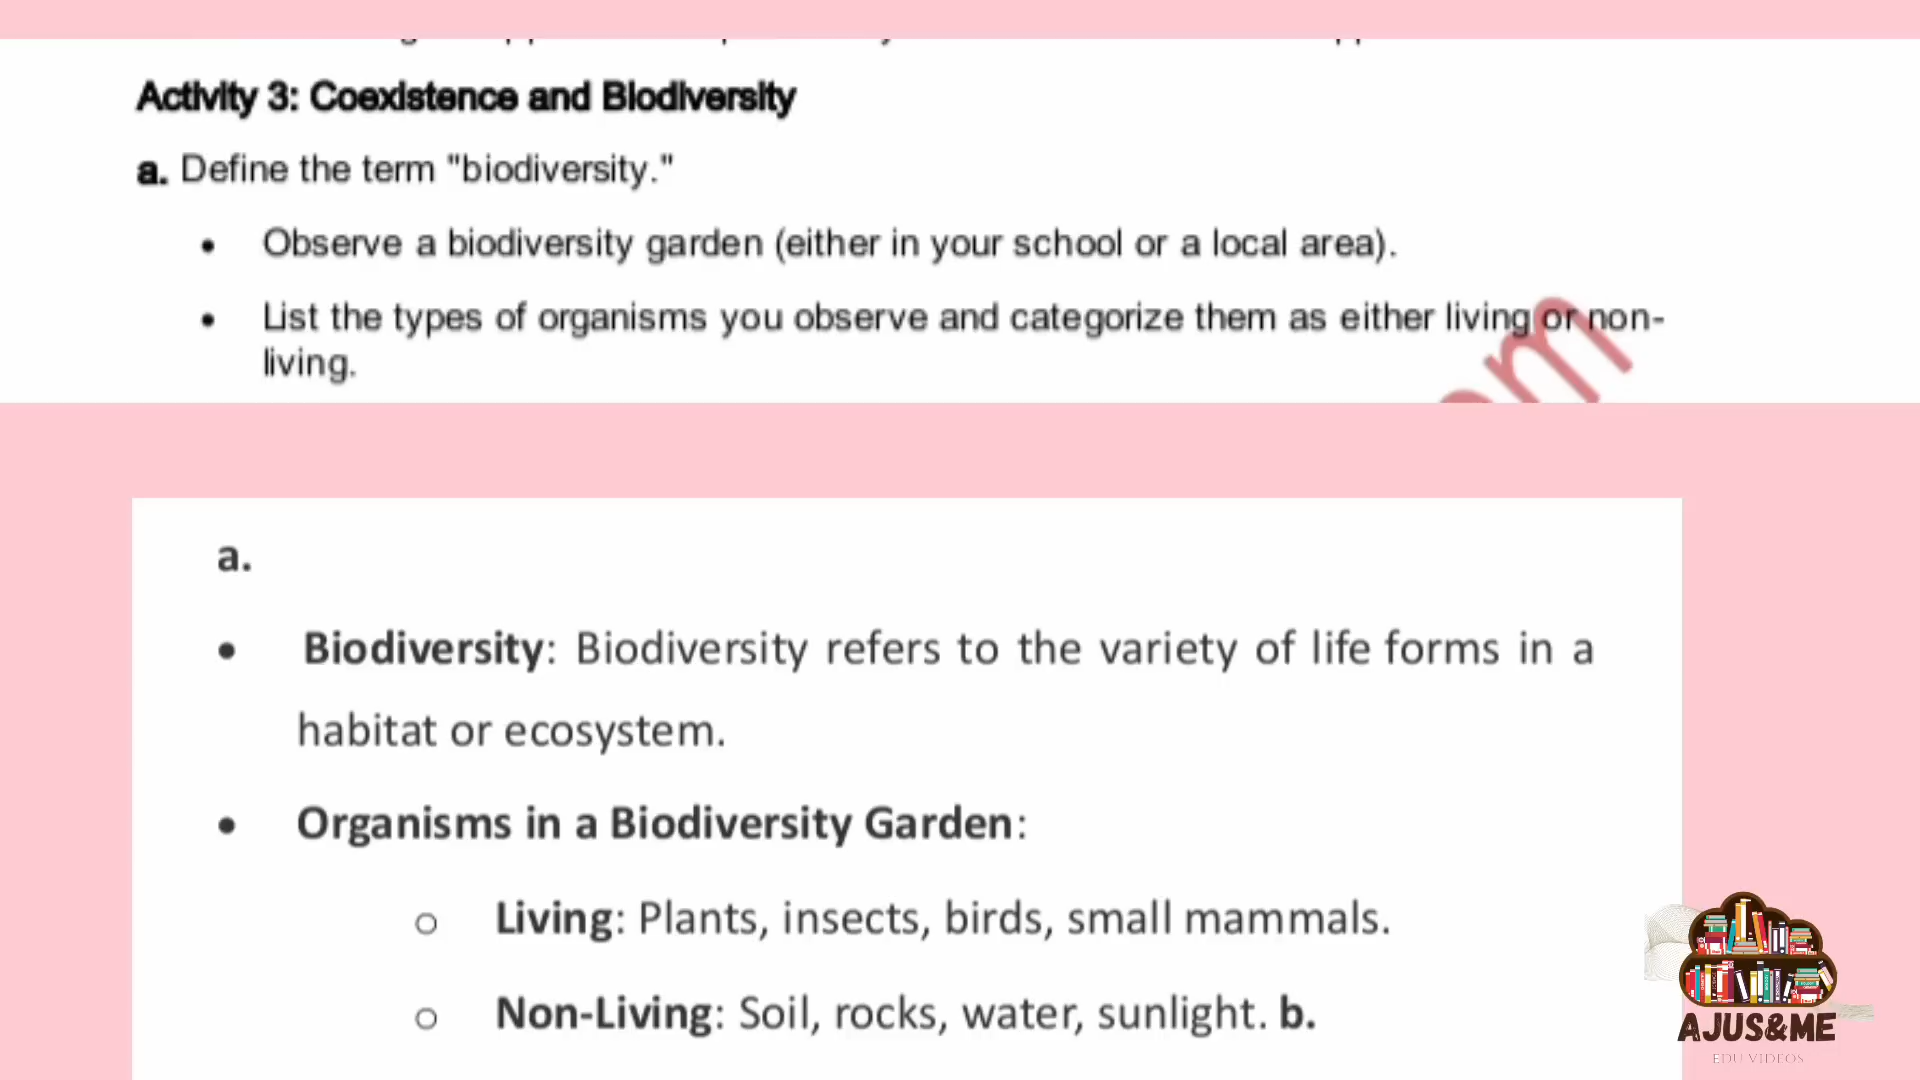 Activity 3: Coexistence and Biodiversity
a. Define the term "biodiversity."
• Observe a biodiversity garden (either in your school or a local area).
• List the types of organisms you observe and categorize them as either living or non-
living.
a.
• Biodiversity: Biodiversity refers to the variety of life forms in a
habitat or ecosystem.
• Organisms in a Biodiversity Garden:
o Living: Plants, insects, birds, small mammals.
o Non-Living: Soil, rocks, water, sunlight. b.
AJUS&ME
EDU VIDEOS